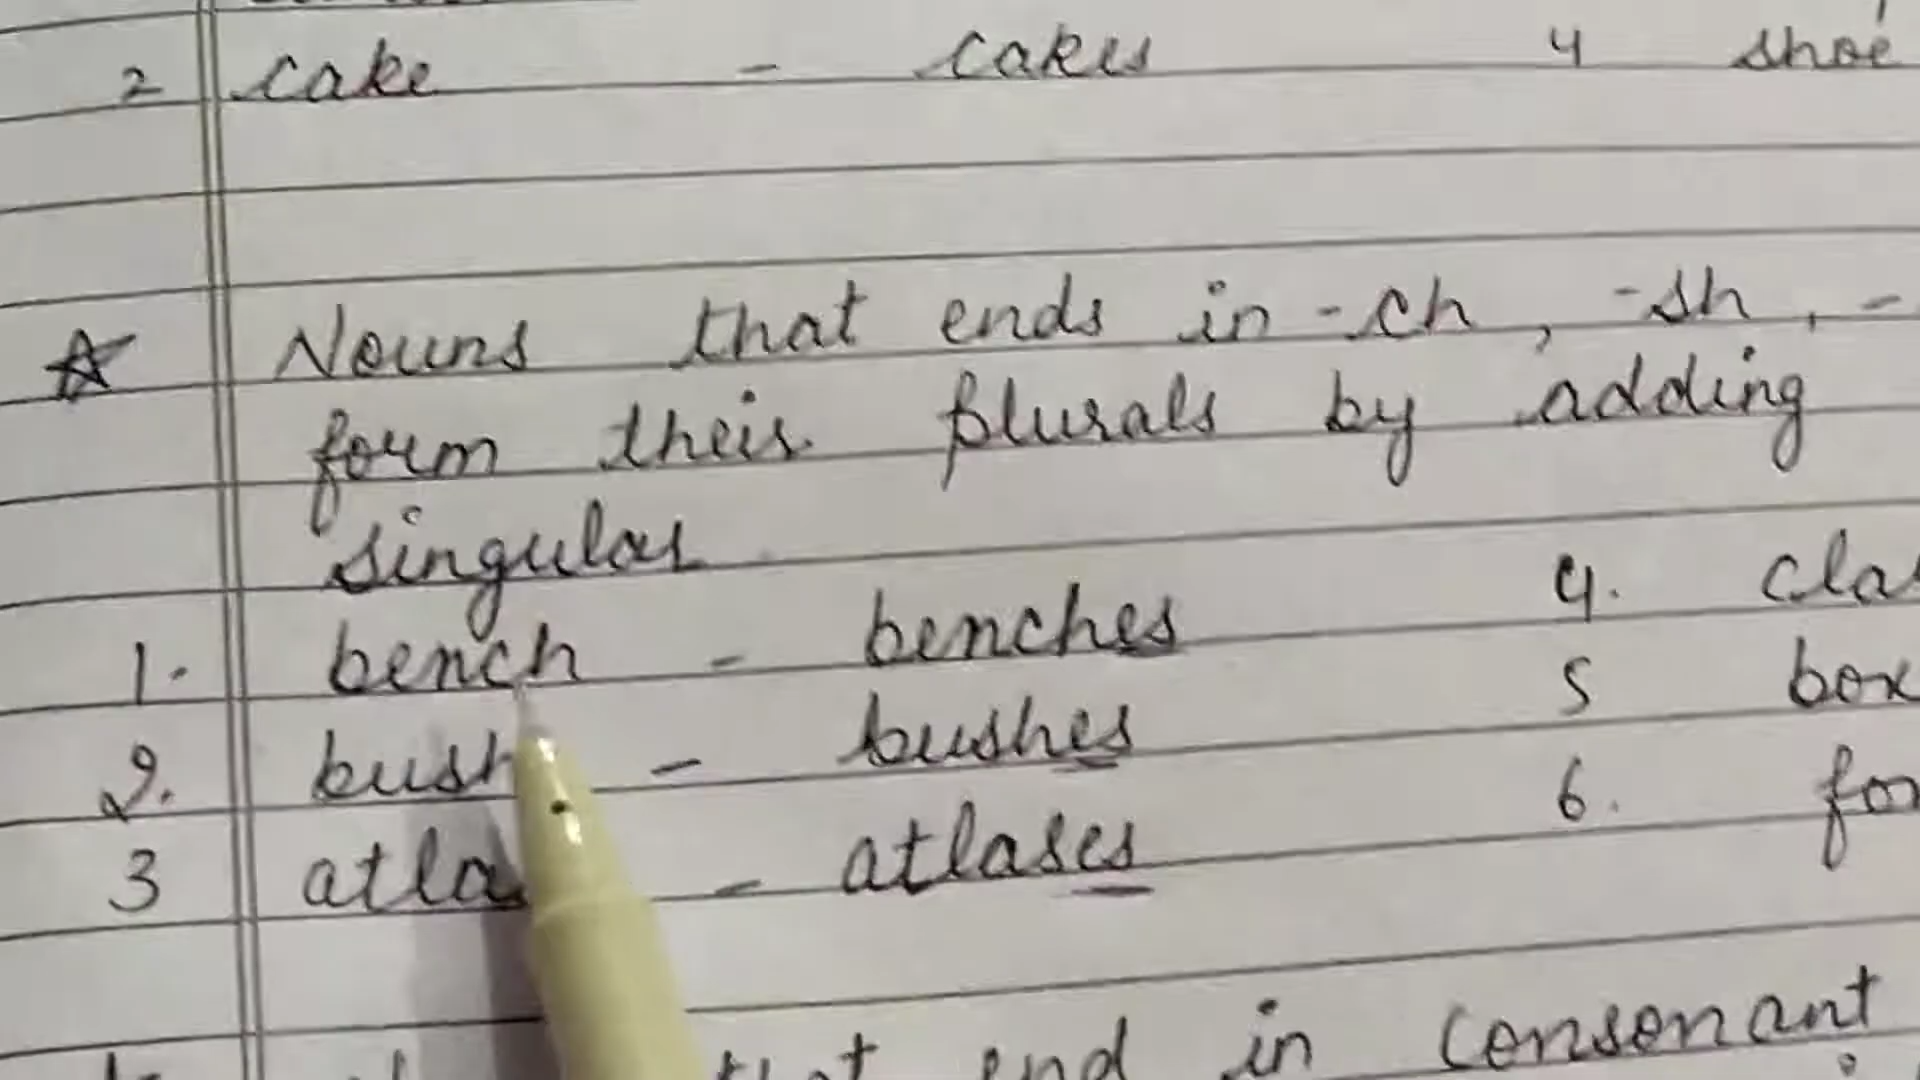 2 cake - cakes 4 shoe
☆ Nouns that ends in -ch, -sh, -
form their plurals by adding
singular
1. bench - benches 4. cla
2. bush - bushes 5 box
3 atla - atlases 6. fo
end in consonant